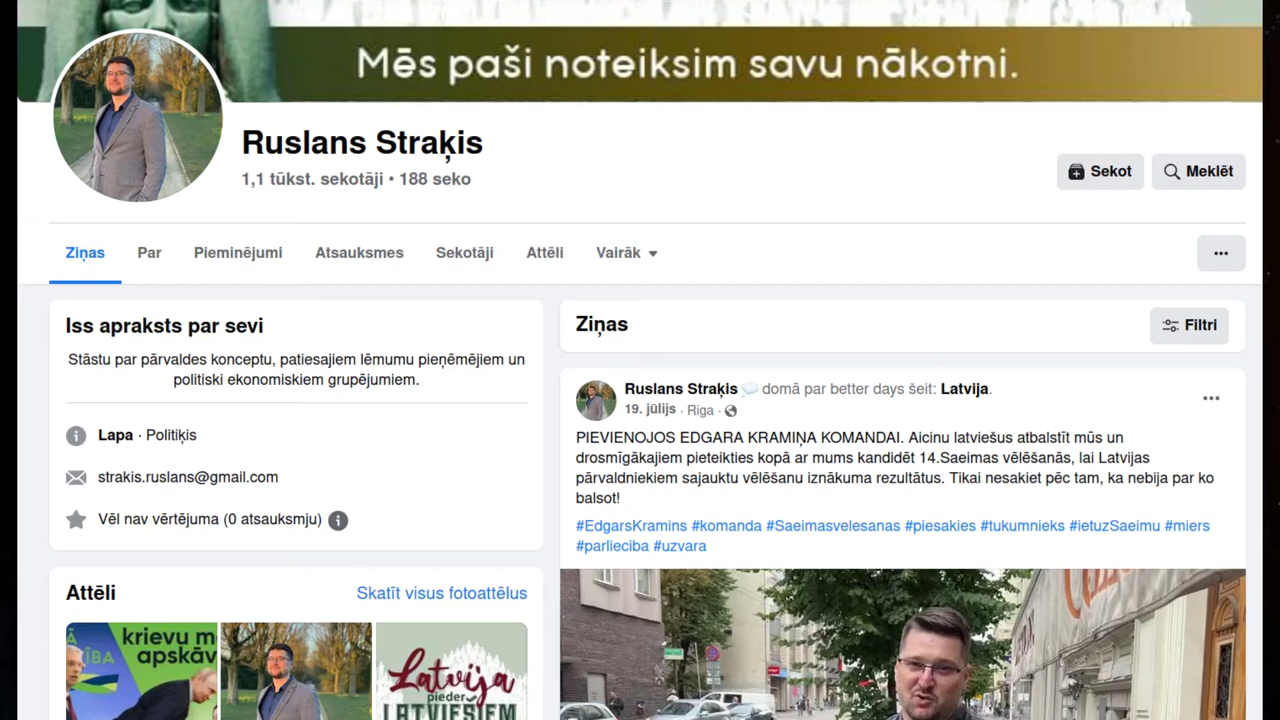 Mēs paši noteiksim savu nākotni.
Ruslans Straķis
1,1 tūkst. sekotāji • 188 seko
Sekot
Meklēt
Ziņas
Par
Pieminējumi
Atsauksmes
Sekotāji
Attēli
Vairāk
Iss apraksts par sevi
Stāstu par pārvaldes konceptu, patiesajiem lēmumu pieņēmējiem un
politiski ekonomiskiem grupējumiem.
Lapa · Politiķis
strakis.ruslans@gmail.com
Vēl nav vērtējuma (0 atsauksmju)
Attēli
Skatīt visus fotoattēlus
krievu m
ĪBA apskāv
Latvija
pieder
LATVIEŠIEM
Ziņas
Filtri
Ruslans Straķis 💭 domā par better days šeit: Latvija.
19. jūlijs · Riga ·
PIEVIENOJOS EDGARA KRAMIŅA KOMANDAI. Aicinu latviešus atbalstīt mūs un
drosmīgākajiem pieteikties kopā ar mums kandidēt 14.Saeimas vēlēšanās, lai Latvijas
pārvaldniekiem sajauktu vēlēšanu iznākuma rezultātus. Tikai nesakiet pēc tam, ka nebija par ko
balsot!
#EdgarsKramins #komanda #Saeimasvelesanas #piesakies #tukumnieks #ietuzSaeimu #miers
#parlieciba #uzvara